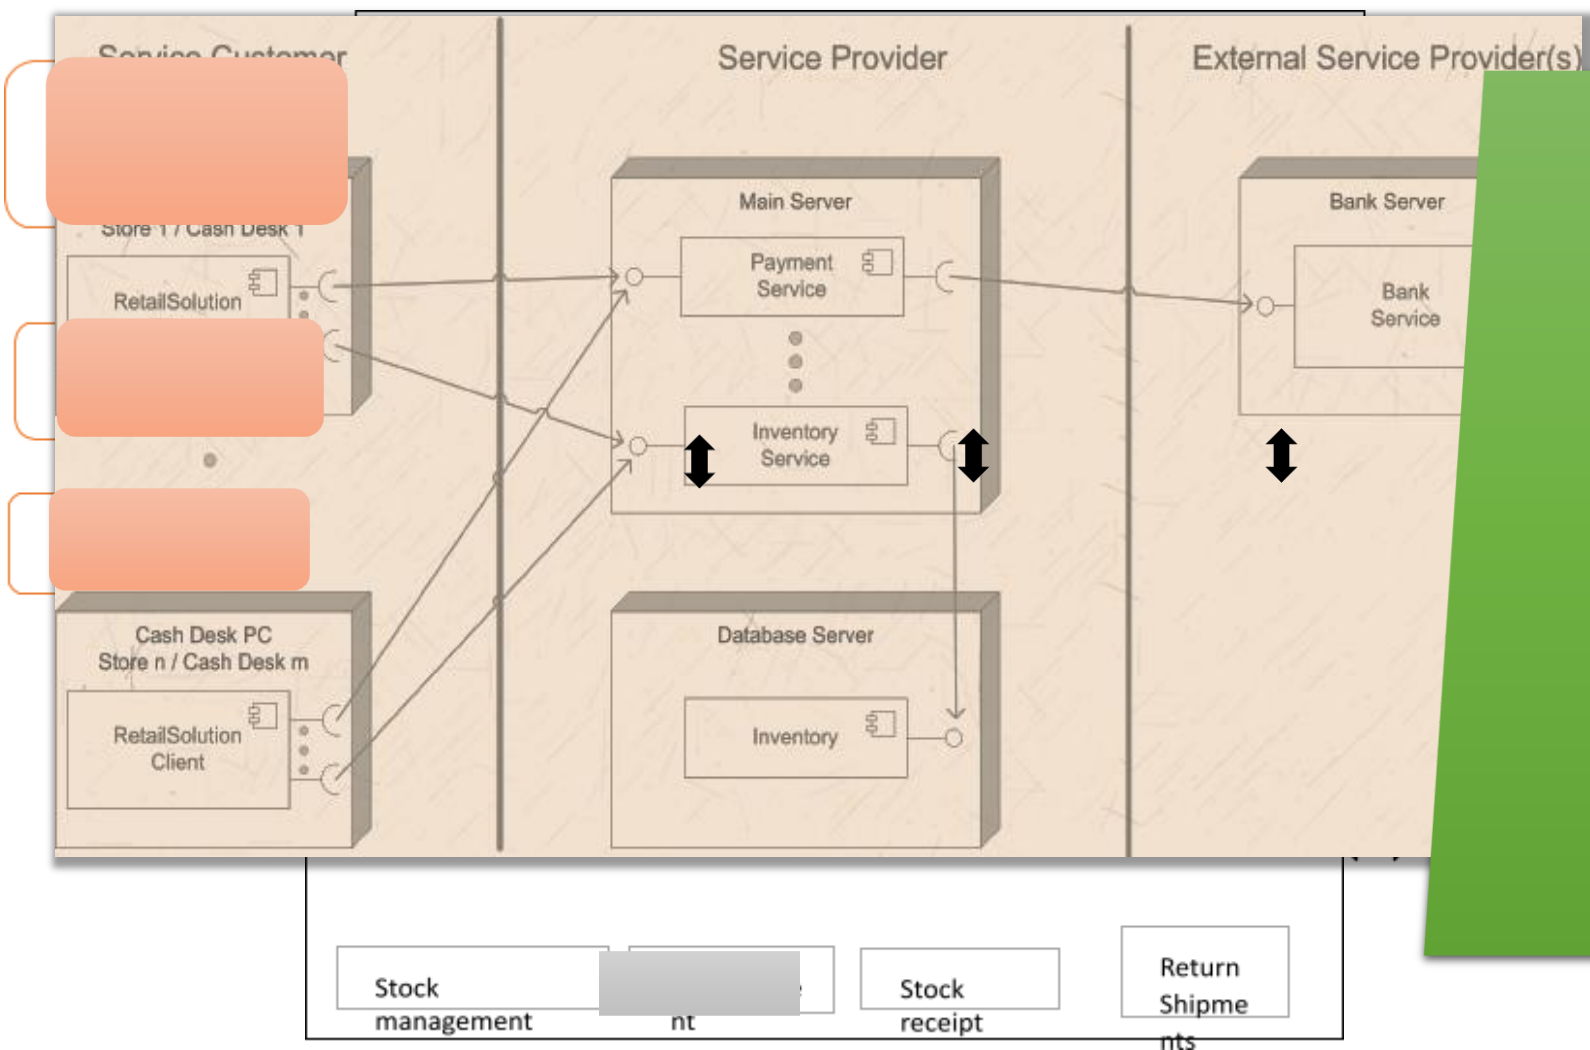 Service Customer
Service Provider
External Service Provider(s)
Store 1 / Cash Desk 1
RetailSolution
Main Server
Payment
Service
Inventory
Service
Bank Server
Bank
Service
Cash Desk PC
Store n / Cash Desk m
RetailSolution
Client
Database Server
Inventory
Stock
management
nt
Stock
receipt
Return
Shipme
nts